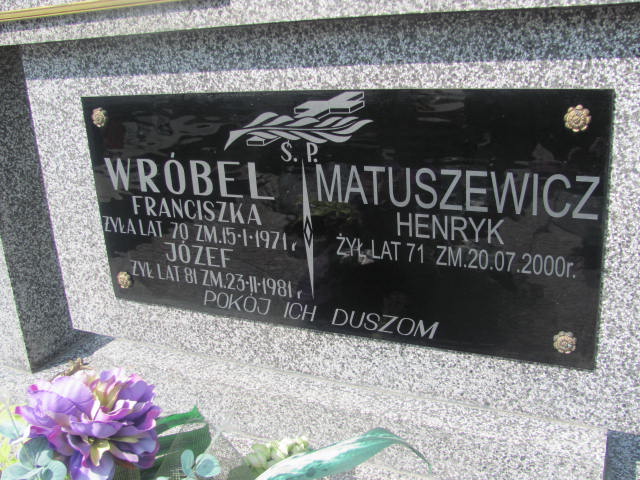 Ś. P.
WRÓBEL
FRANCISZKA
ŻYŁA LAT 70 ZM.15-1-1971r
JÓZEF
ŻYŁ LAT 81 ZM.23-11-1981r
MATUSZEWICZ
HENRYK
ŻYŁ LAT 71 ZM.20.07.2000r.
POKÓJ ICH DUSZOM